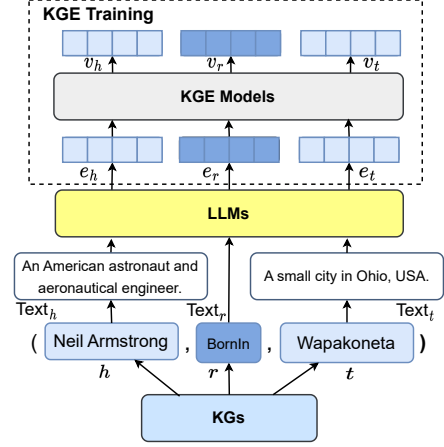 KGE Training
v_h v_r v_t
KGE Models
e_h e_r e_t
LLMs
An American astronaut and
aeronautical engineer.
A small city in Ohio, USA.
Text_h Text_r Text_t
( Neil Armstrong , BornIn , Wapakoneta )
h r t
KGs